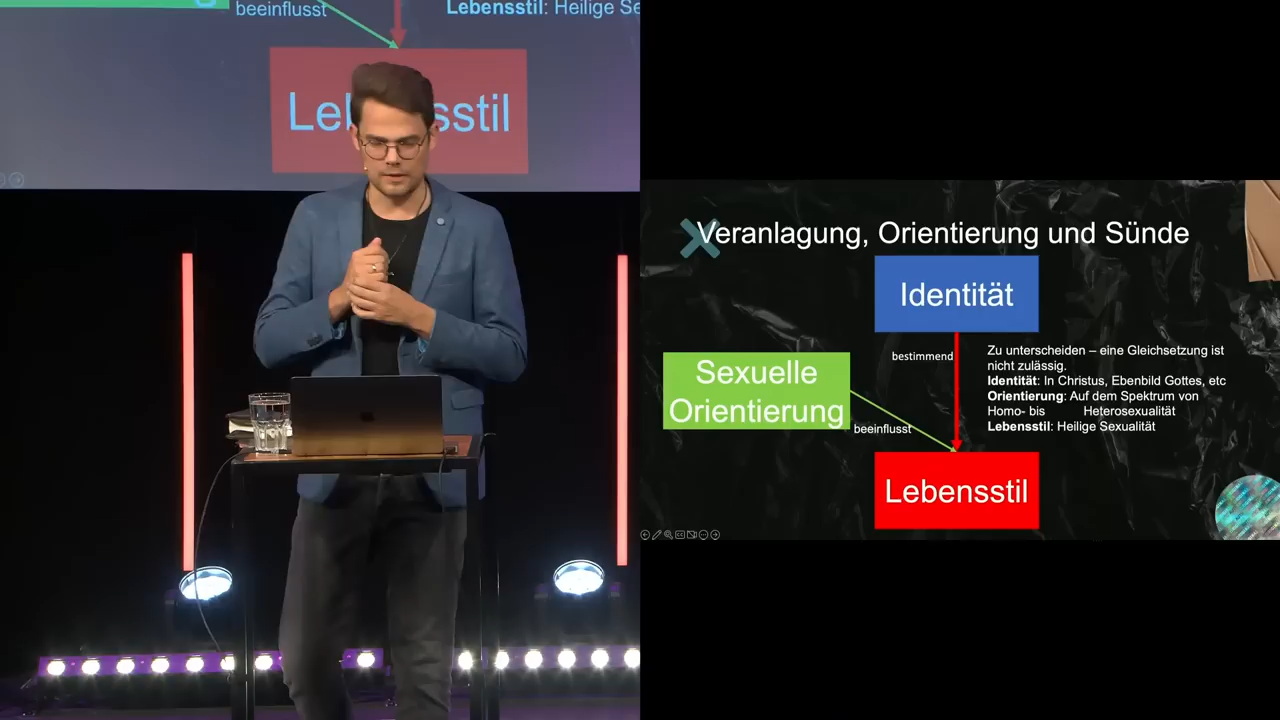 beeinflusst
Lebensstil: Heilige Se
Lebensstil
Veranlagung, Orientierung und Sünde
Identität
bestimmend
Zu unterscheiden – eine Gleichsetzung ist
nicht zulässig.
Identität: In Christus, Ebenbild Gottes, etc
Orientierung: Auf dem Spektrum von
Homo- bis Heterosexualität
Lebensstil: Heilige Sexualität
Sexuelle
Orientierung
beeinflusst
Lebensstil